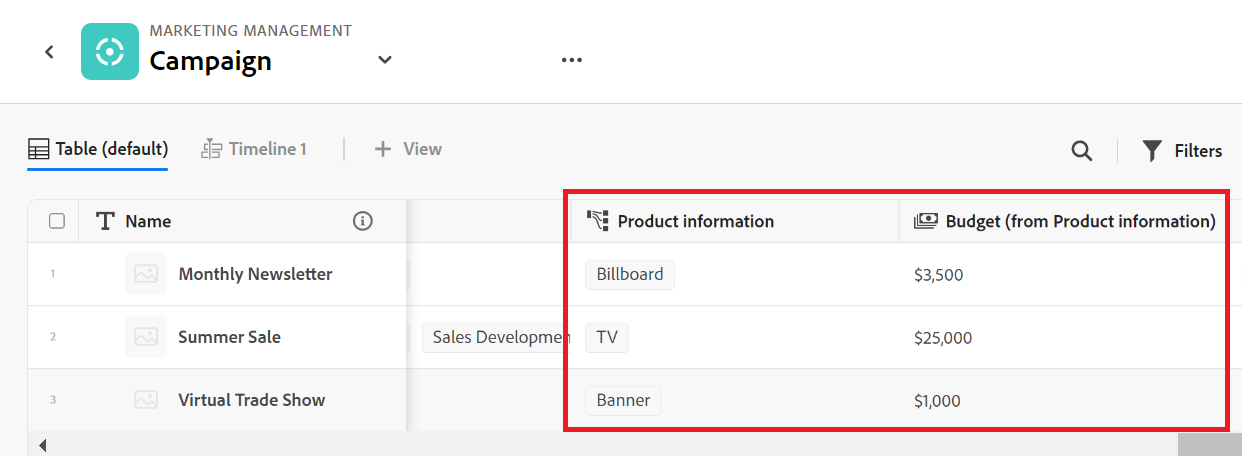 MARKETING MANAGEMENT
Campaign
Table (default) Timeline 1 View Filters
Name Product information Budget (from Product information)
1 Monthly Newsletter Billboard $3,500
2 Summer Sale Sales Developmen TV $25,000
3 Virtual Trade Show Banner $1,000